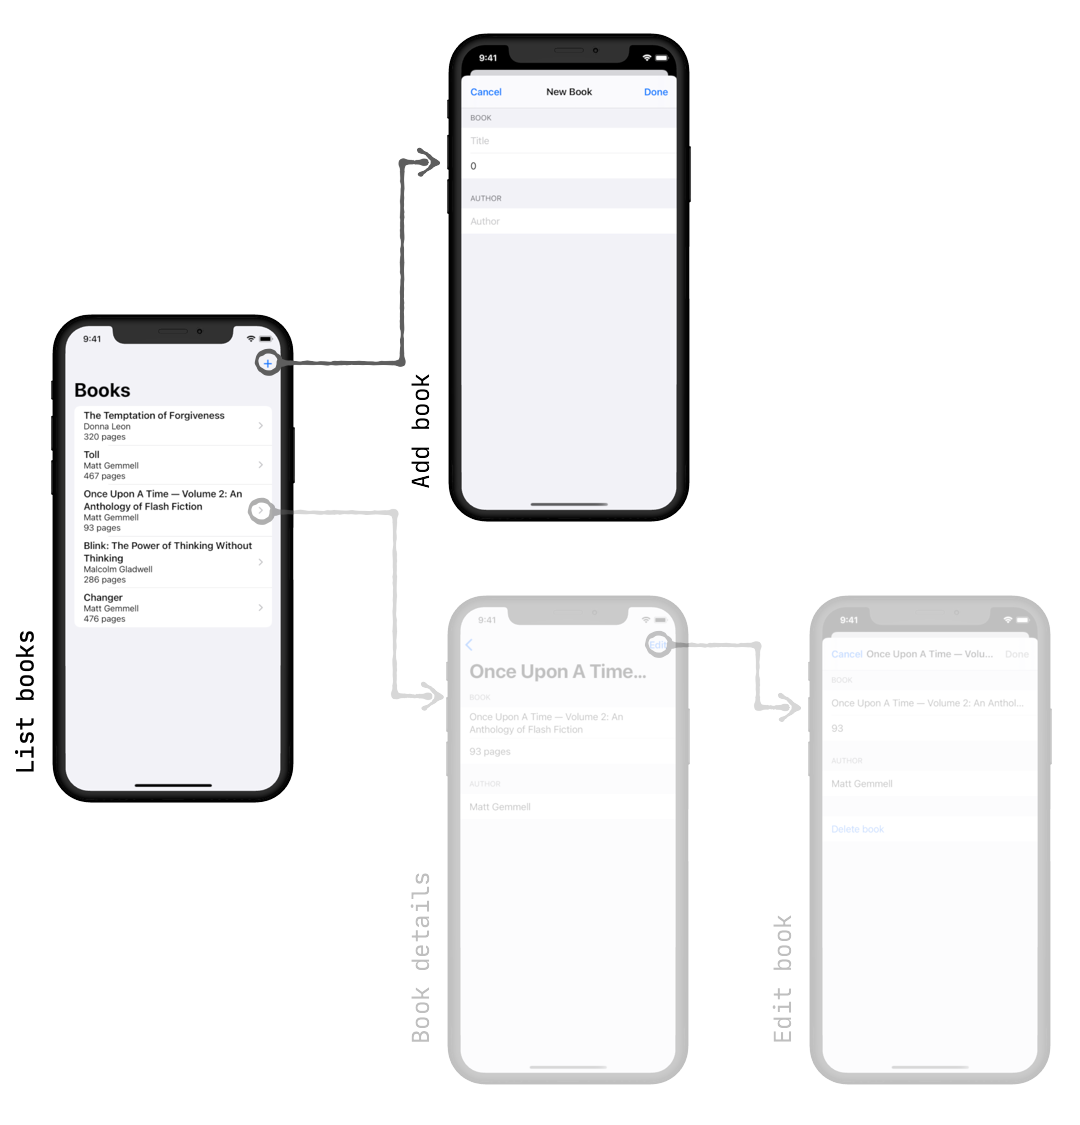 9:41
Cancel New Book Done
BOOK
Title
0
AUTHOR
Author
Add book
9:41
+
Books
The Temptation of Forgiveness
Donna Leon
320 pages
Toll
Matt Gemmell
467 pages
Once Upon A Time — Volume 2: An
Anthology of Flash Fiction
Matt Gemmell
93 pages
Blink: The Power of Thinking Without
Thinking
Malcolm Gladwell
286 pages
Changer
Matt Gemmell
476 pages
List books
9:41
Edit
Once Upon A Time...
BOOK
Once Upon A Time — Volume 2: An
Anthology of Flash Fiction
93 pages
AUTHOR
Matt Gemmell
Book details
9:41
Cancel Once Upon A Time — Volu... Done
BOOK
Once Upon A Time — Volume 2: An Anthol...
93
AUTHOR
Matt Gemmell
Delete book
Edit book